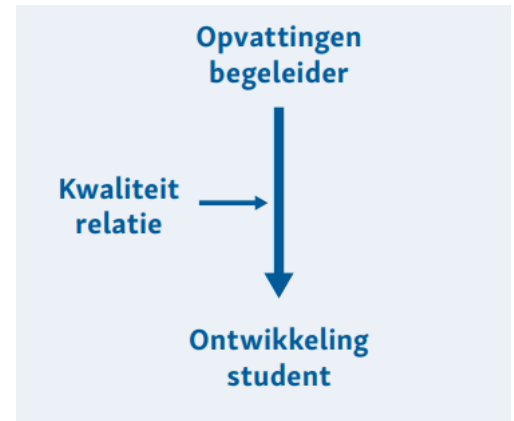 Opvattingen
begeleider
Kwaliteit
relatie
Ontwikkeling
student